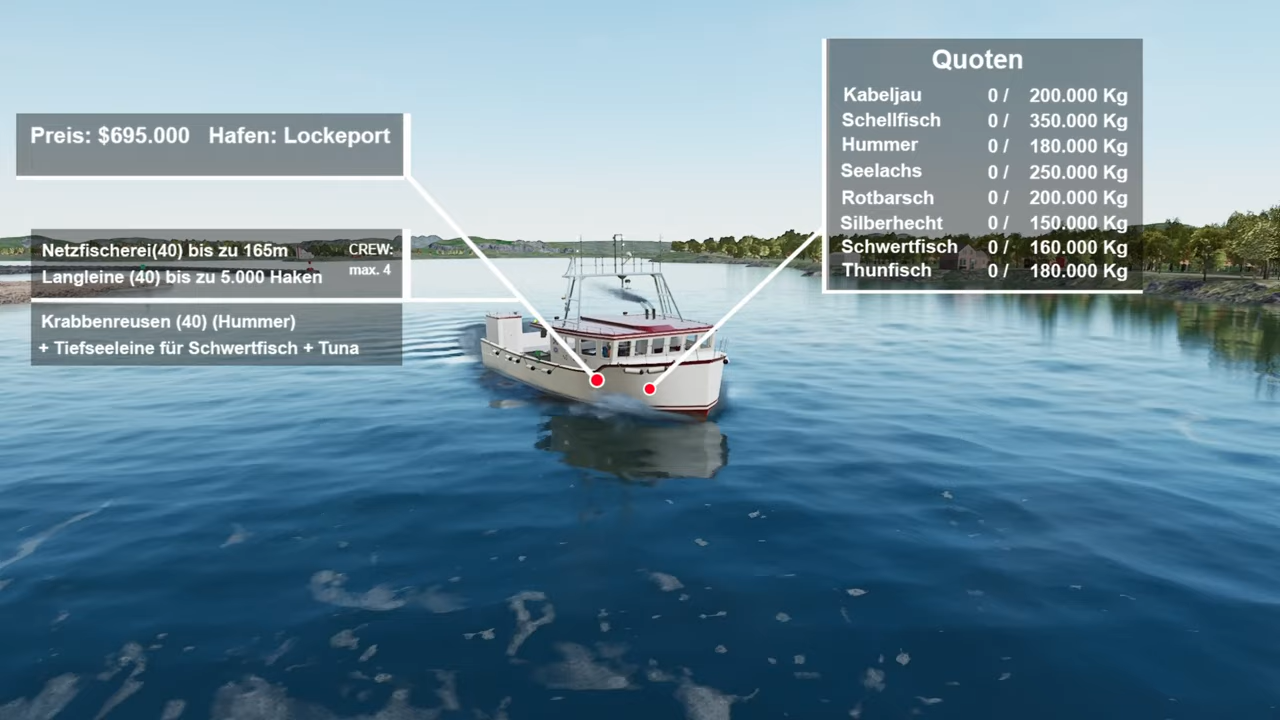 Preis: $695.000 Hafen: Lockeport
Netzfischerei(40) bis zu 165m
CREW:
Langleine (40) bis zu 5.000 Haken
max. 4
Krabbenreusen (40) (Hummer)
+ Tiefseeleine für Schwertfisch + Tuna
Quoten
Kabeljau 0 / 200.000 Kg
Schellfisch 0 / 350.000 Kg
Hummer 0 / 180.000 Kg
Seelachs 0 / 250.000 Kg
Rotbarsch 0 / 200.000 Kg
Silberhecht 0 / 150.000 Kg
Schwertfisch 0 / 160.000 Kg
Thunfisch 0 / 180.000 Kg